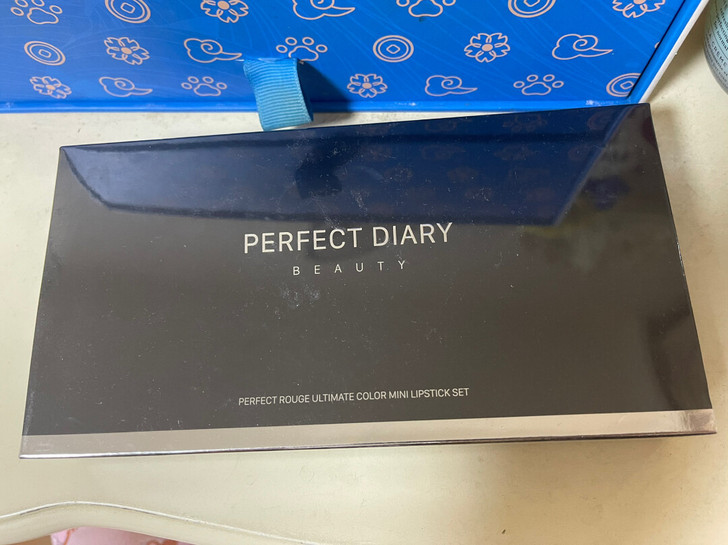 PERFECT DIARY
BEAUTY
PERFECT ROUGE ULTIMATE COLOR MINI LIPSTICK SET